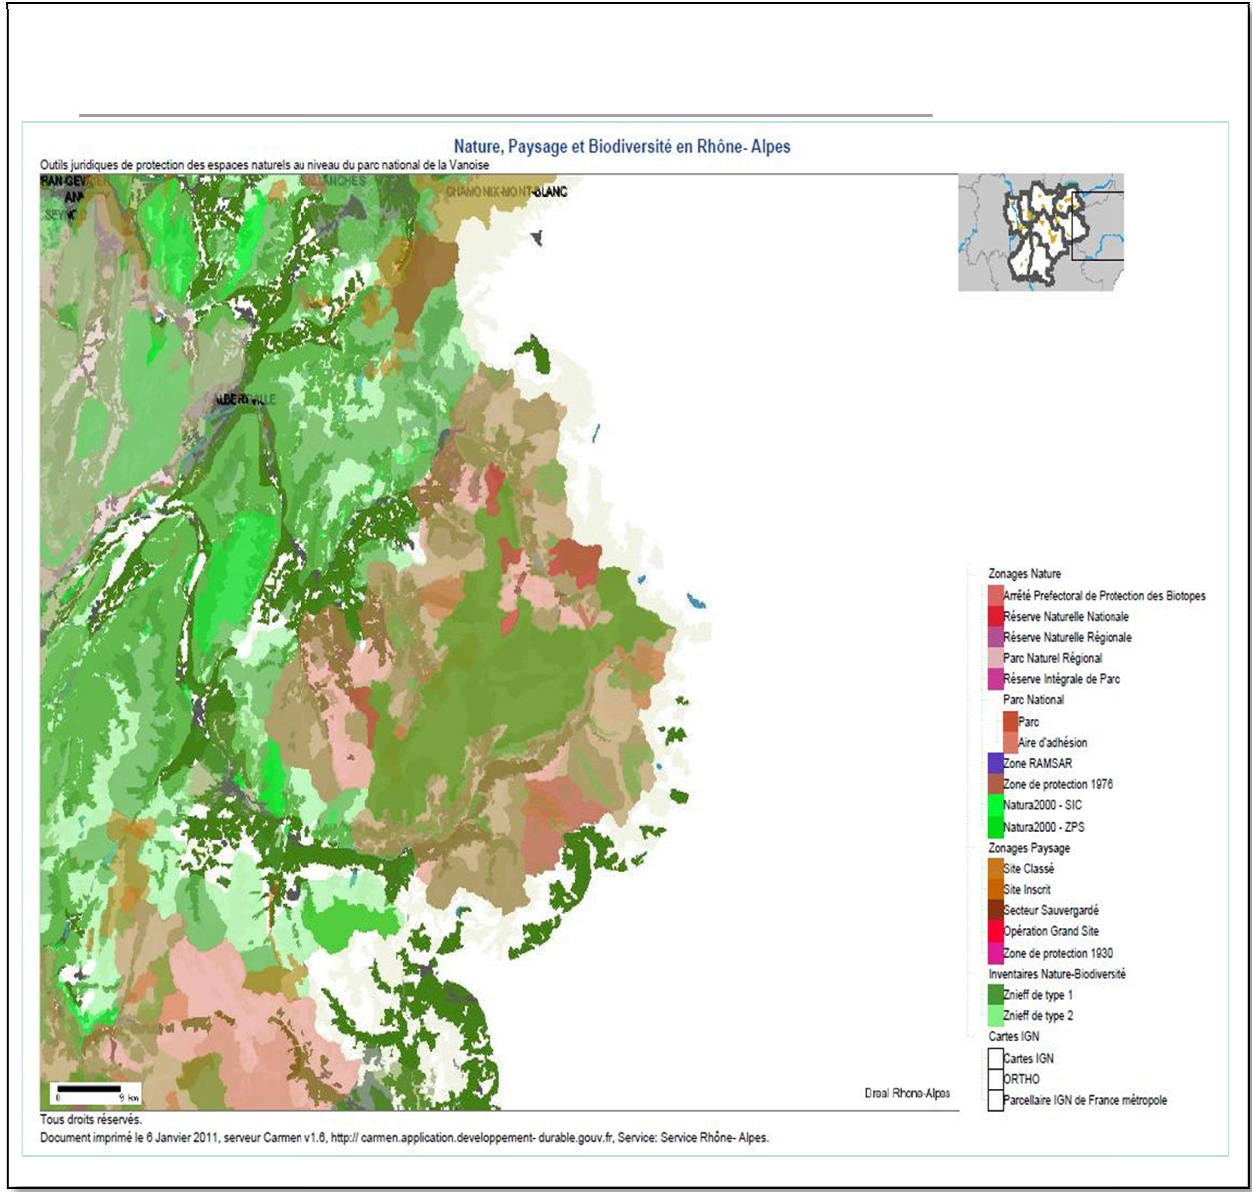 Nature, Paysage et Biodiversité en Rhône- Alpes
Outils juridiques de protection des espaces naturels au niveau du parc national de la Vanoise
CHAMONIX-MONT-BLANC
ALBERTVILLE
Zonages Nature
Arrêté Prefectoral de Protection des Biotopes
Réserve Naturelle Nationale
Réserve Naturelle Régionale
Parc Naturel Régional
Réserve Intégrale de Parc
Parc National
Parc
Aire d'adhésion
Zone RAMSAR
Zone de protection 1976
Natura2000 - SIC
Natura2000 - ZPS
Zonages Paysage
Site Classé
Site Inscrit
Secteur Sauvergardé
Opération Grand Site
Zone de protection 1930
Inventaires Nature-Biodiversité
Znieff de type 1
Znieff de type 2
Cartes IGN
Cartes IGN
ORTHO
Parcellaire IGN de France métropole
0 9 km
Dreal Rhone-Alpes
Tous droits réservés.
Document imprimé le 6 Janvier 2011, serveur Carmen v1.6, http:// carmen.application.developpement- durable.gouv.fr, Service: Service Rhône- Alpes.